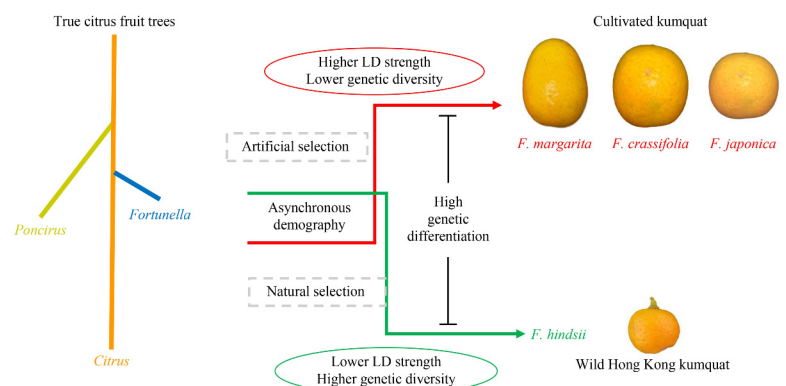 True citrus fruit trees
Poncirus
Fortunella
Citrus
Higher LD strength
Lower genetic diversity
Artificial selection
Asynchronous
demography
Natural selection
Lower LD strength
Higher genetic diversity
High
genetic
differentiation
Cultivated kumquat
F. margarita F. crassifolia F. japonica
F. hindsii
Wild Hong Kong kumquat